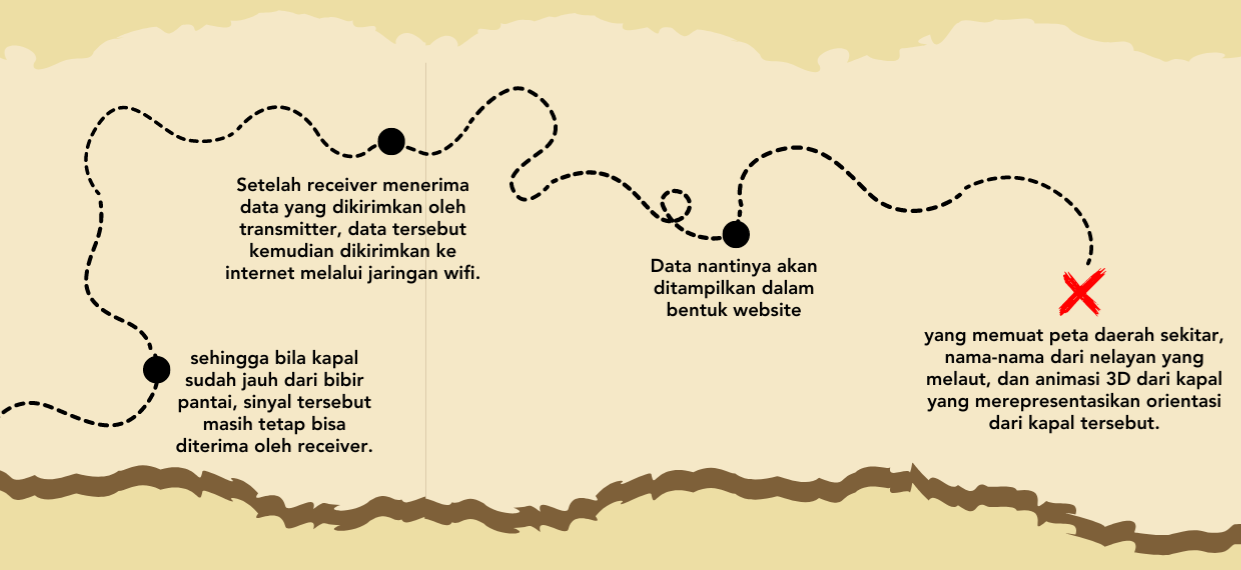 sehingga bila kapal
sudah jauh dari bibir
pantai, sinyal tersebut
masih tetap bisa
diterima oleh receiver.
Setelah receiver menerima
data yang dikirimkan oleh
transmitter, data tersebut
kemudian dikirimkan ke
internet melalui jaringan wifi.
Data nantinya akan
ditampilkan dalam
bentuk website
yang memuat peta daerah sekitar,
nama-nama dari nelayan yang
melaut, dan animasi 3D dari kapal
yang merepresentasikan orientasi
dari kapal tersebut.